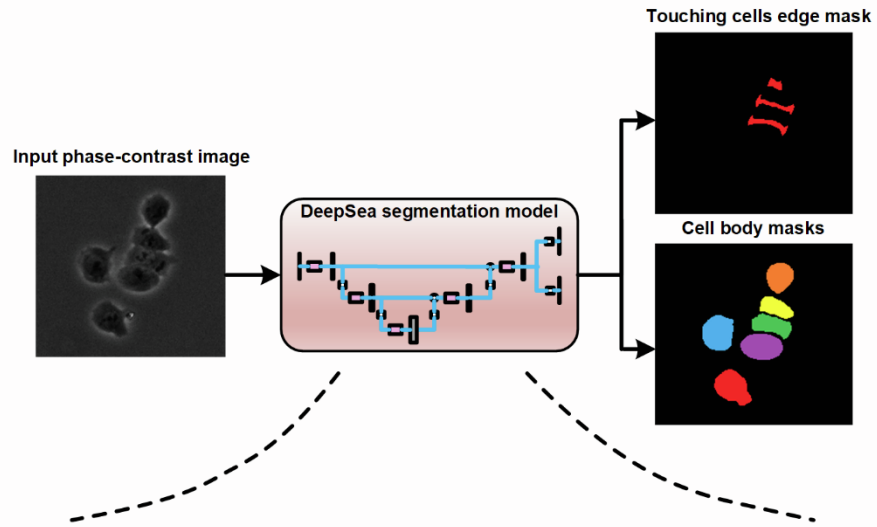 Touching cells edge mask
Input phase-contrast image
DeepSea segmentation model
Cell body masks